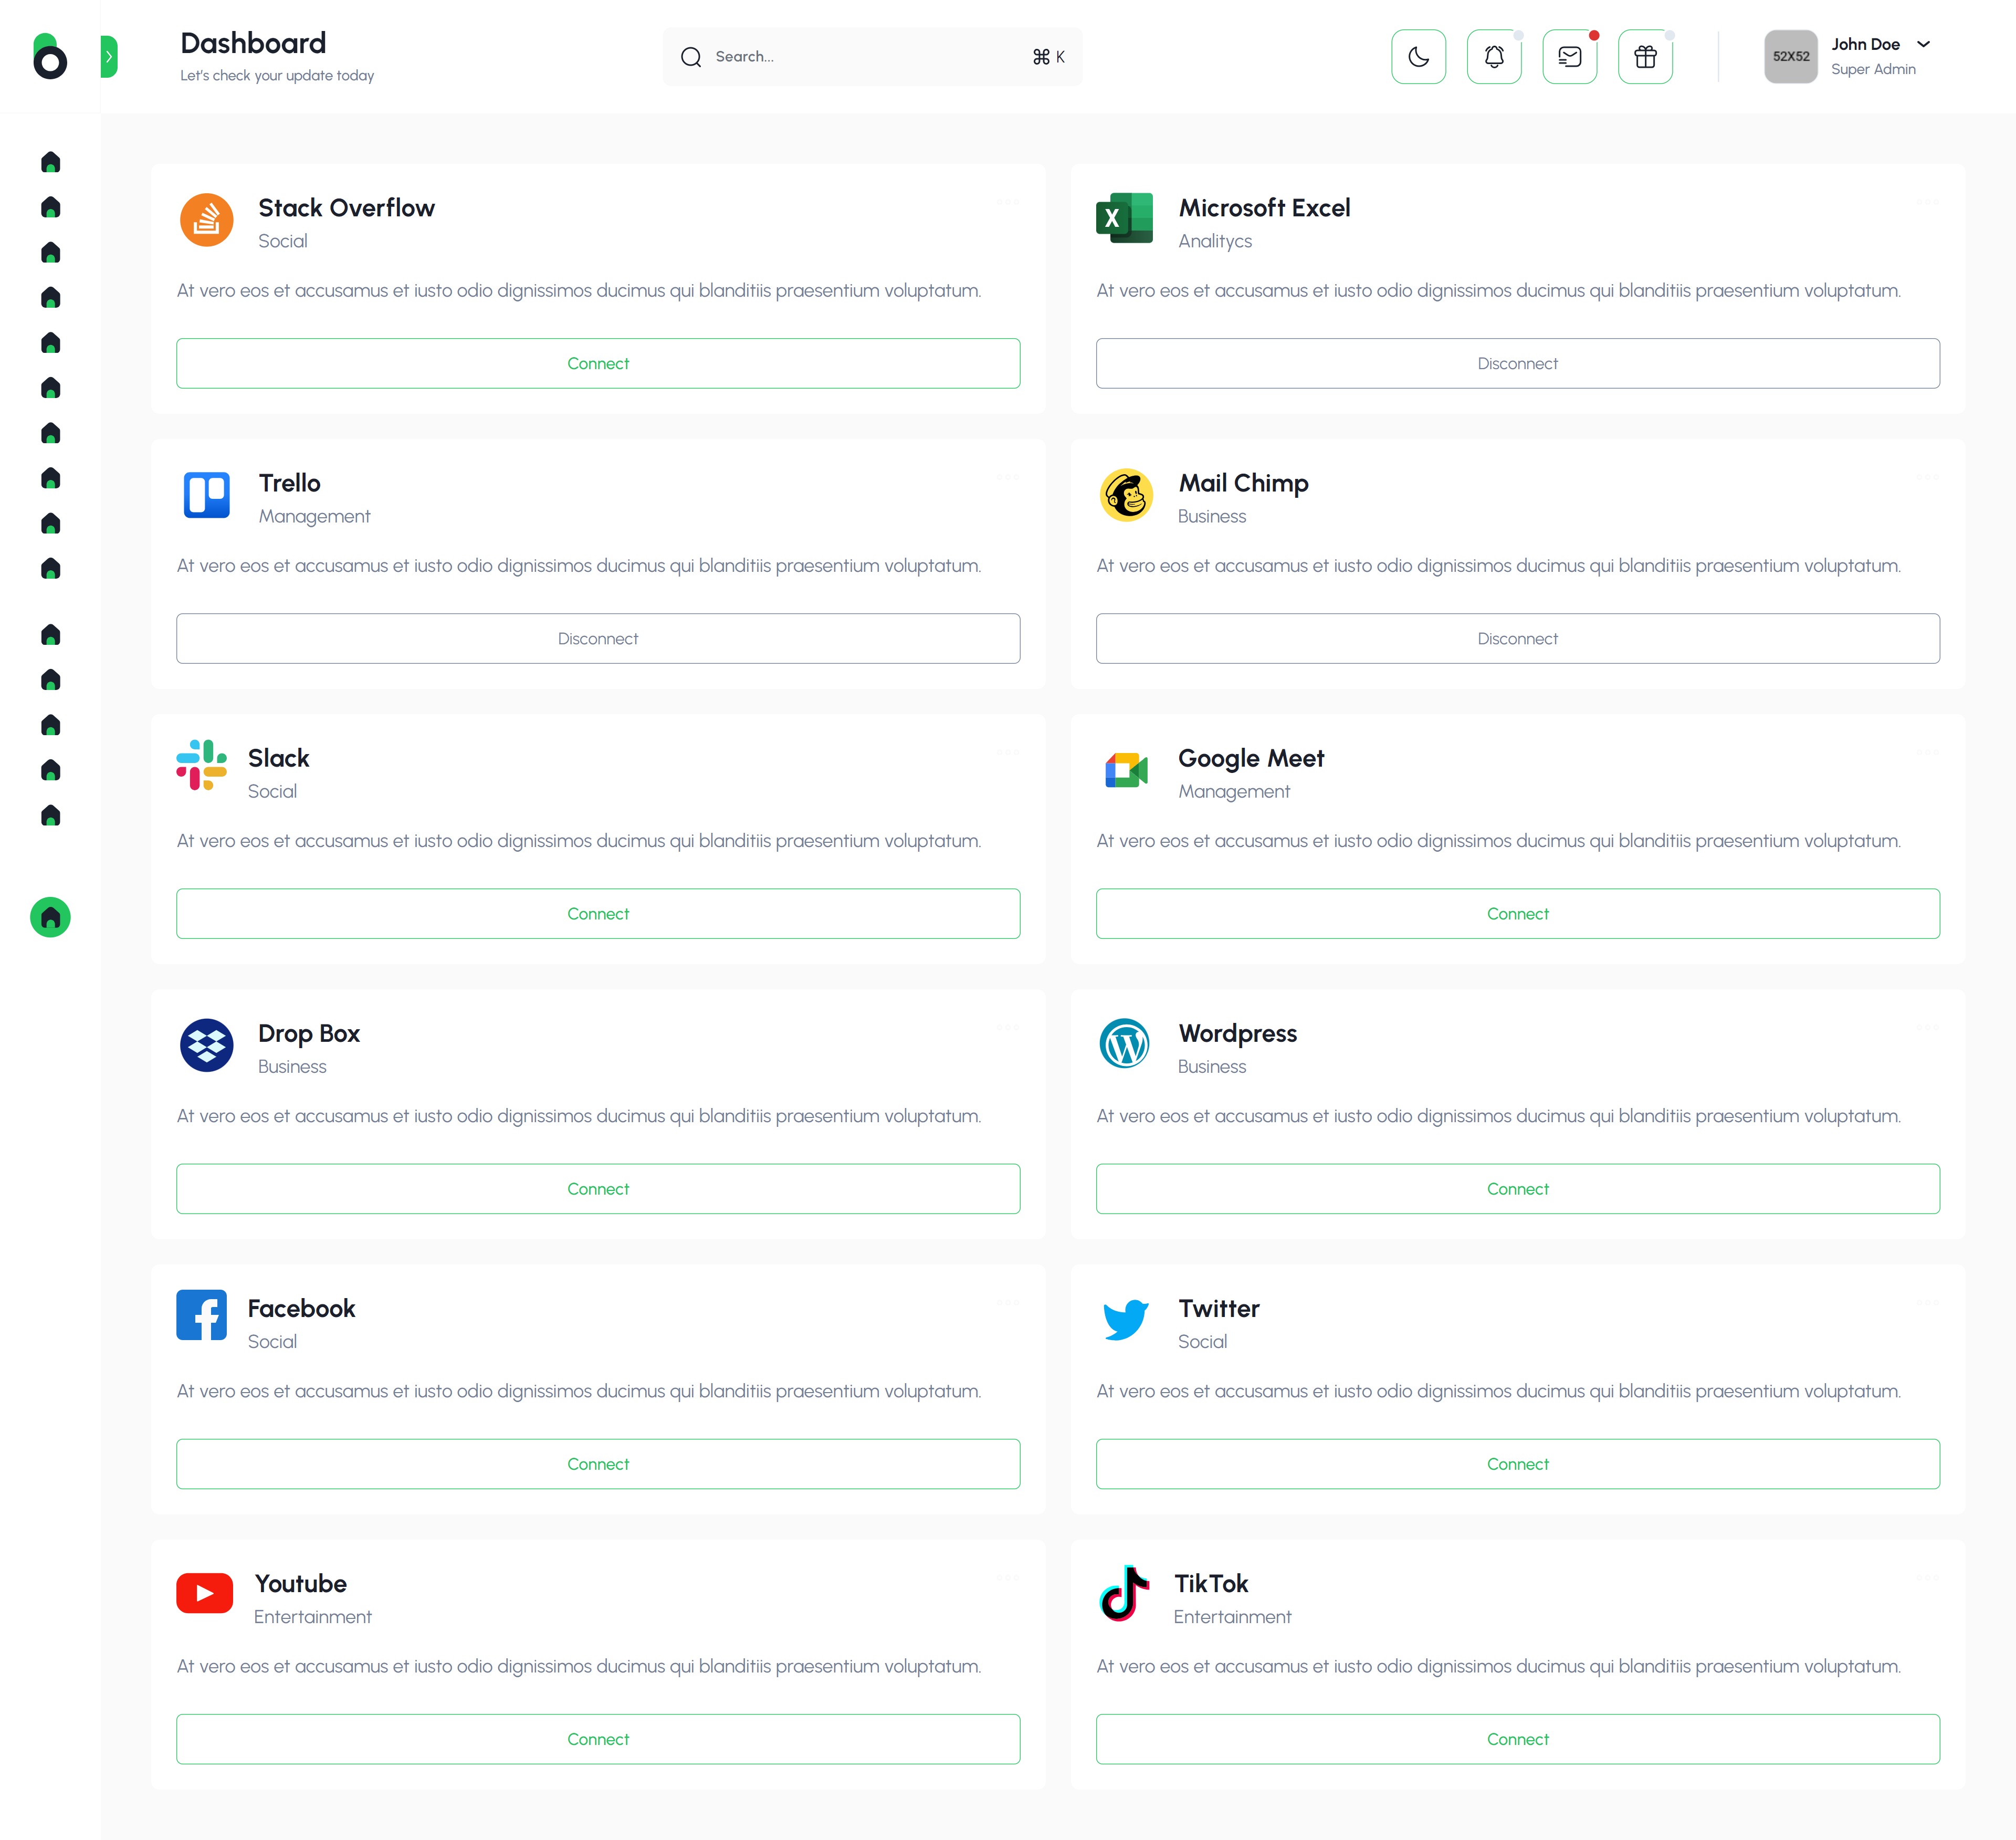 Dashboard
Let's check your update today
Search...
⌘ K
52X52
John Doe
Super Admin
Stack Overflow
Social
At vero eos et accusamus et iusto odio dignissimos ducimus qui blanditiis praesentium voluptatum.
Connect
Microsoft Excel
Analitycs
At vero eos et accusamus et iusto odio dignissimos ducimus qui blanditiis praesentium voluptatum.
Disconnect
Trello
Management
At vero eos et accusamus et iusto odio dignissimos ducimus qui blanditiis praesentium voluptatum.
Disconnect
Mail Chimp
Business
At vero eos et accusamus et iusto odio dignissimos ducimus qui blanditiis praesentium voluptatum.
Disconnect
Slack
Social
At vero eos et accusamus et iusto odio dignissimos ducimus qui blanditiis praesentium voluptatum.
Connect
Google Meet
Management
At vero eos et accusamus et iusto odio dignissimos ducimus qui blanditiis praesentium voluptatum.
Connect
Drop Box
Business
At vero eos et accusamus et iusto odio dignissimos ducimus qui blanditiis praesentium voluptatum.
Connect
Wordpress
Business
At vero eos et accusamus et iusto odio dignissimos ducimus qui blanditiis praesentium voluptatum.
Connect
Facebook
Social
At vero eos et accusamus et iusto odio dignissimos ducimus qui blanditiis praesentium voluptatum.
Connect
Twitter
Social
At vero eos et accusamus et iusto odio dignissimos ducimus qui blanditiis praesentium voluptatum.
Connect
Youtube
Entertainment
At vero eos et accusamus et iusto odio dignissimos ducimus qui blanditiis praesentium voluptatum.
Connect
TikTok
Entertainment
At vero eos et accusamus et iusto odio dignissimos ducimus qui blanditiis praesentium voluptatum.
Connect